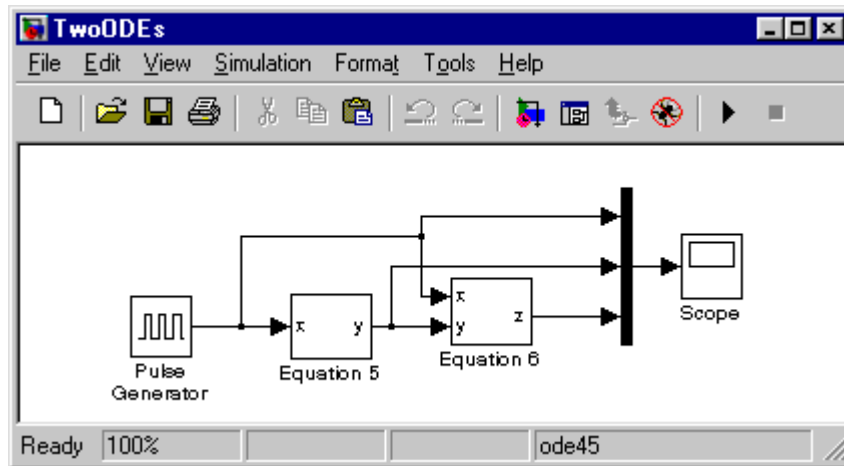 TwoODEs
File Edit View Simulation Format Tools Help
x
y
x
y
z
Pulse
Generator
Equation 5
Equation 6
Scope
Ready 100% ode45